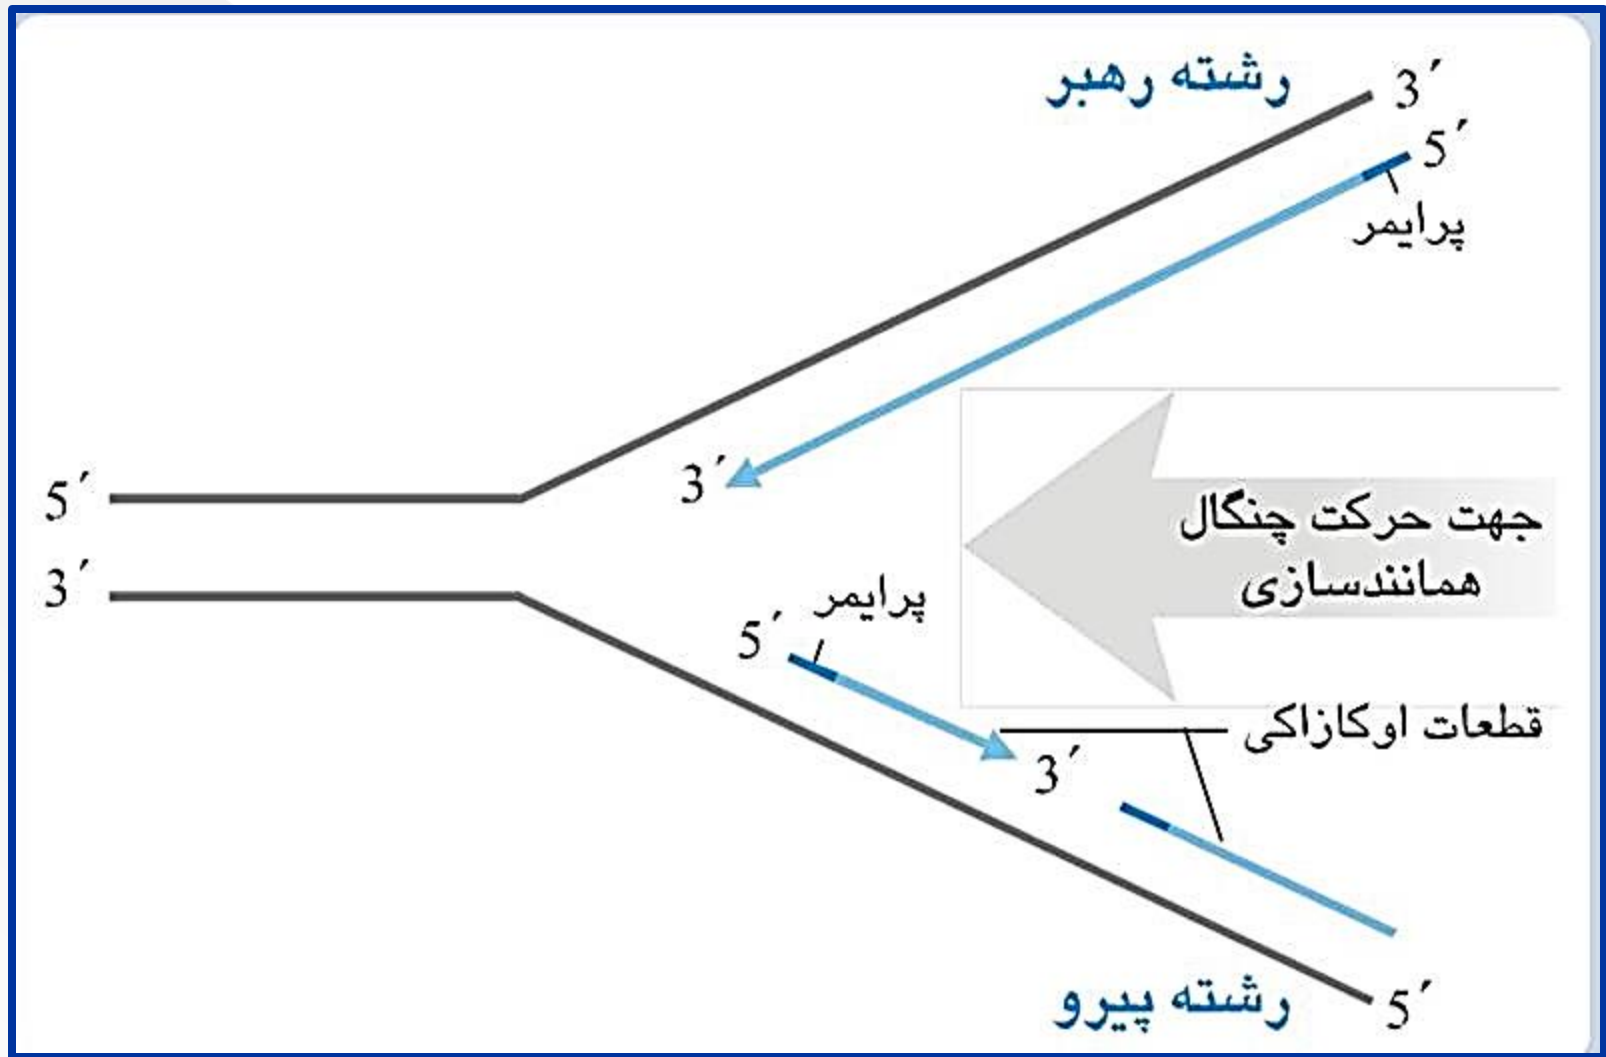 رشته رهبر
3´
5´
پرایمر
3´
5´
3´
جهت حرکت چنگال
همانندسازی
پرایمر
5´
3´
قطعات اوکازاکی
رشته پیرو
5´